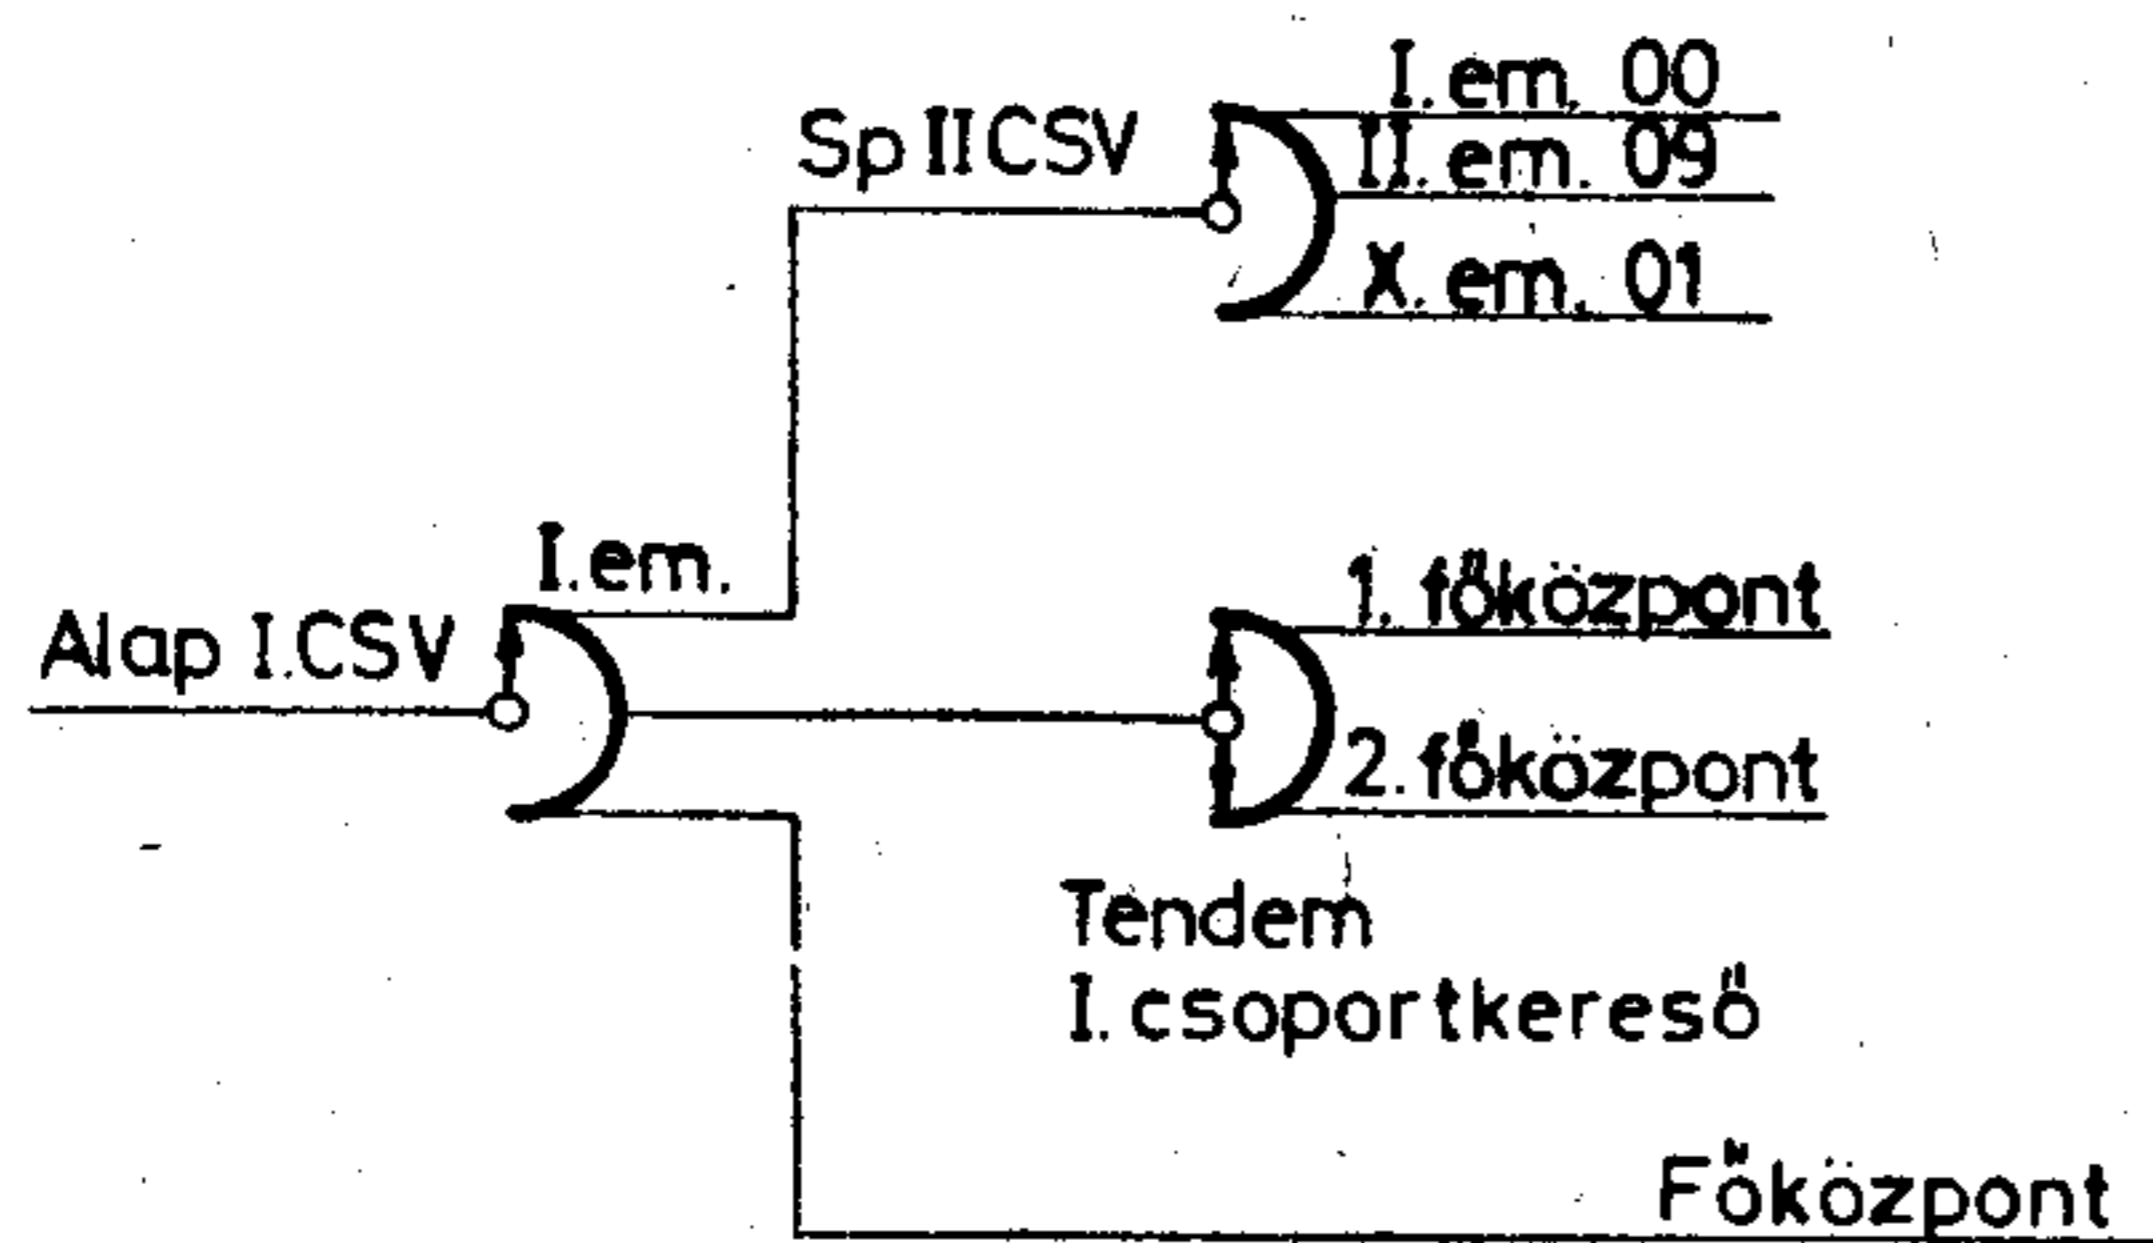 I. em. 00
Sp II CSV
II. em. 09
X. em. 01
I. em.
Alap I. CSV
1. főközpont
2. főközpont
Tendem
I. csoportkereső
Főközpont